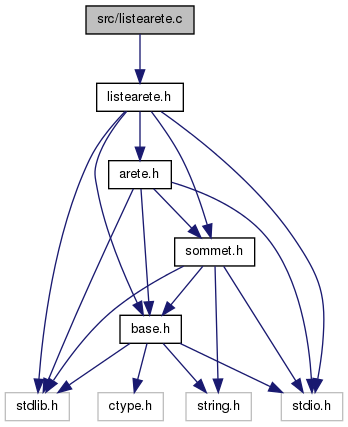 src/listearete.c
listearete.h
arete.h
sommet.h
base.h
stdlib.h
ctype.h
string.h
stdio.h